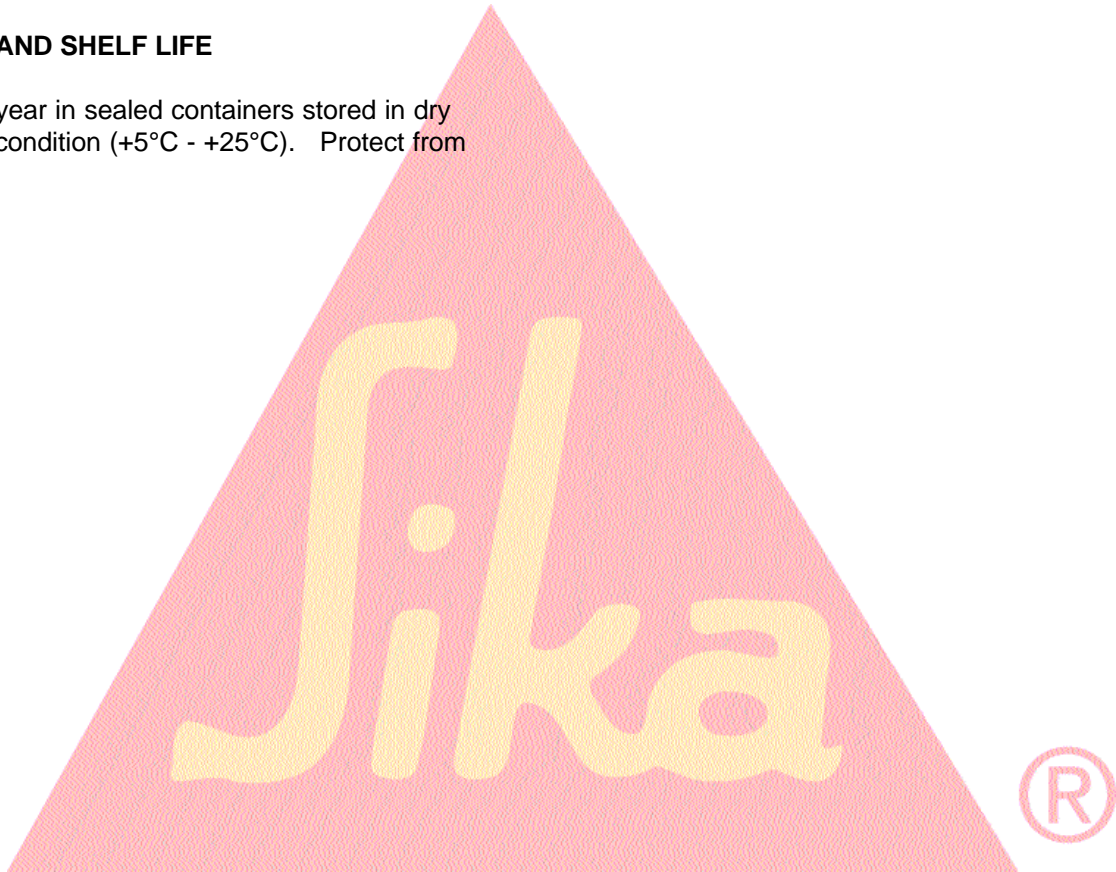 AND SHELF LIFE
year in sealed containers stored in dry
condition (+5°C - +25°C). Protect from
Sika
®